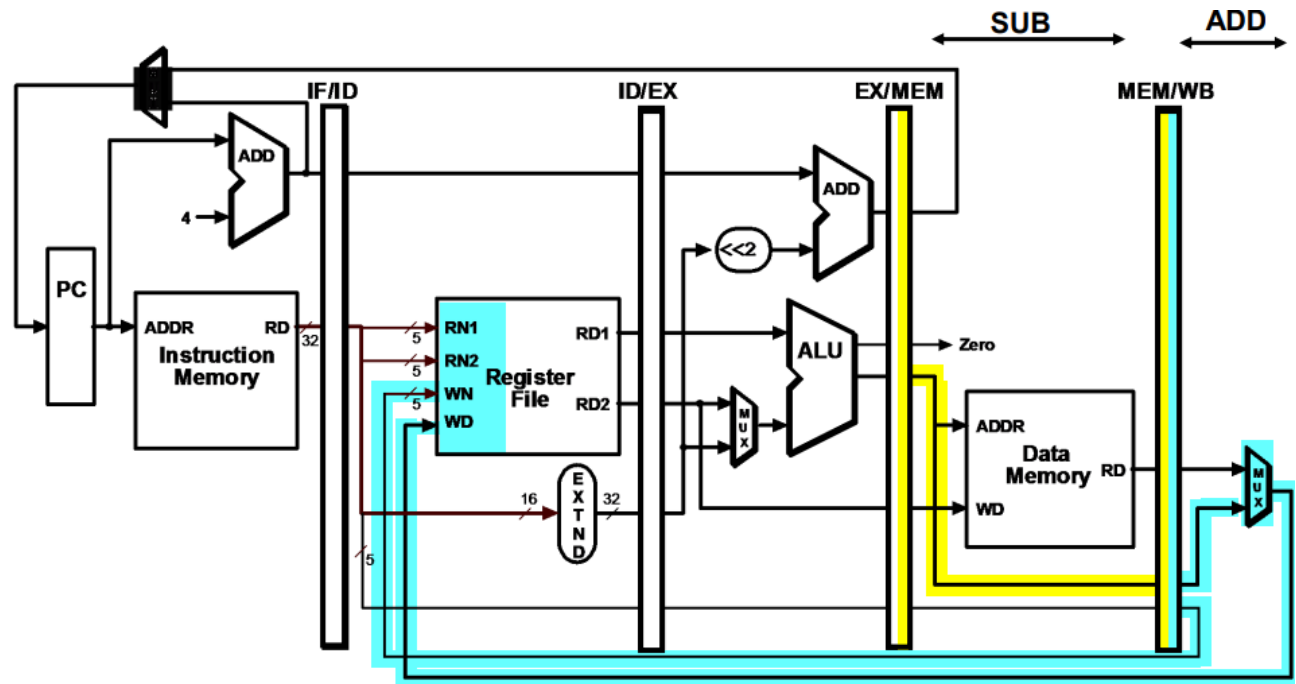 SUB
ADD
IF/ID
ID/EX
EX/MEM
MEM/WB
ADD
4
ADD
<<2
PC
ADDR
RD
32
Instruction
Memory
5
RN1
5
RN2
5
WN
WD
Register
File
RD1
RD2
16
EXTND
32
5
MUX
ALU
Zero
ADDR
Data
Memory
RD
WD
MUX